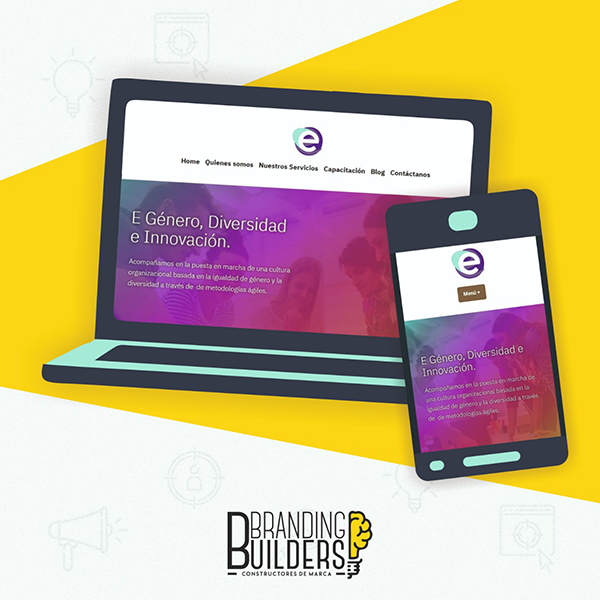 e
Home Quienes somos Nuestros Servicios Capacitación Blog Contáctanos
E Género, Diversidad
e Innovación.
Acompañamos en la puesta en marcha de una cultura
organizacional basada en la igualdad de género y la
diversidad a través de de metodologías ágiles.
e
Menú +
E Género, Diversidad e
Innovación.
Acompañamos en la puesta en marcha de
una cultura organizacional basada en la
igualdad de género y la diversidad a través
de de metodologías ágiles.
BRANDING
BUILDERS
CONSTRUCTORES DE MARCA